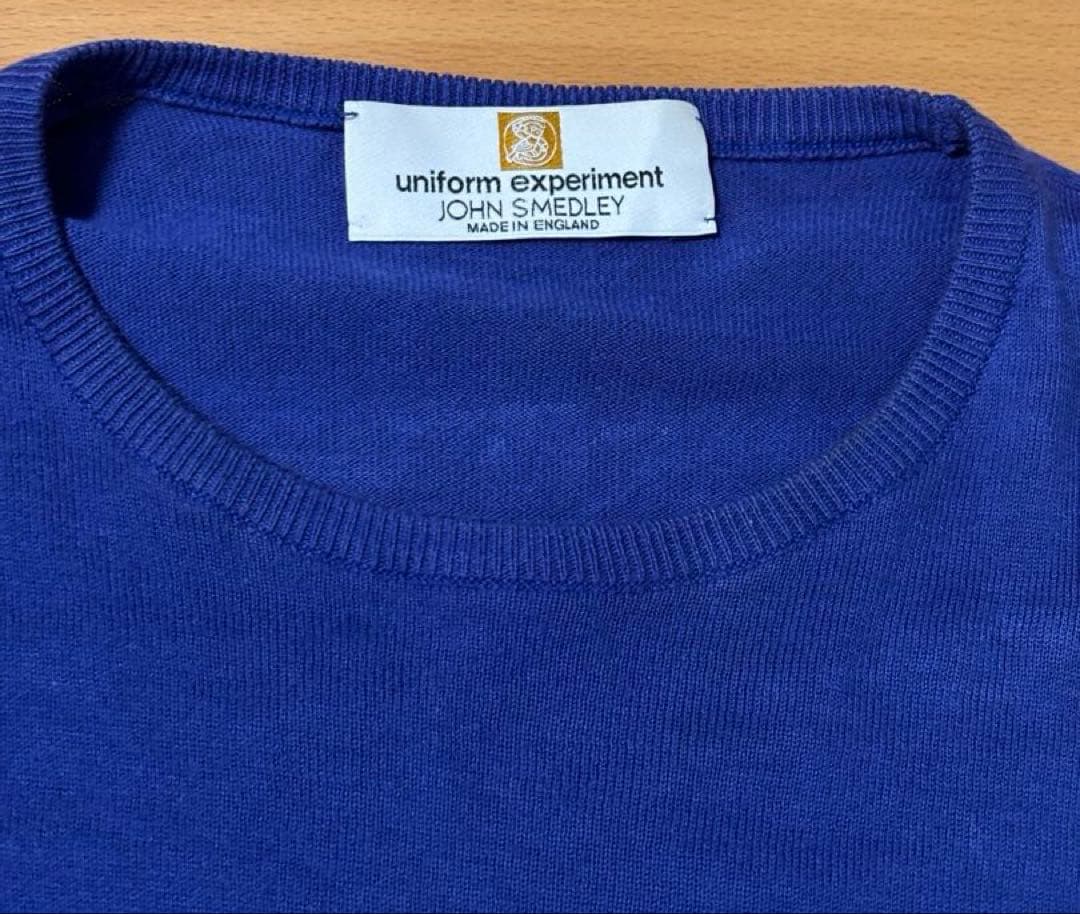 uniform experiment
JOHN SMEDLEY
MADE IN ENGLAND